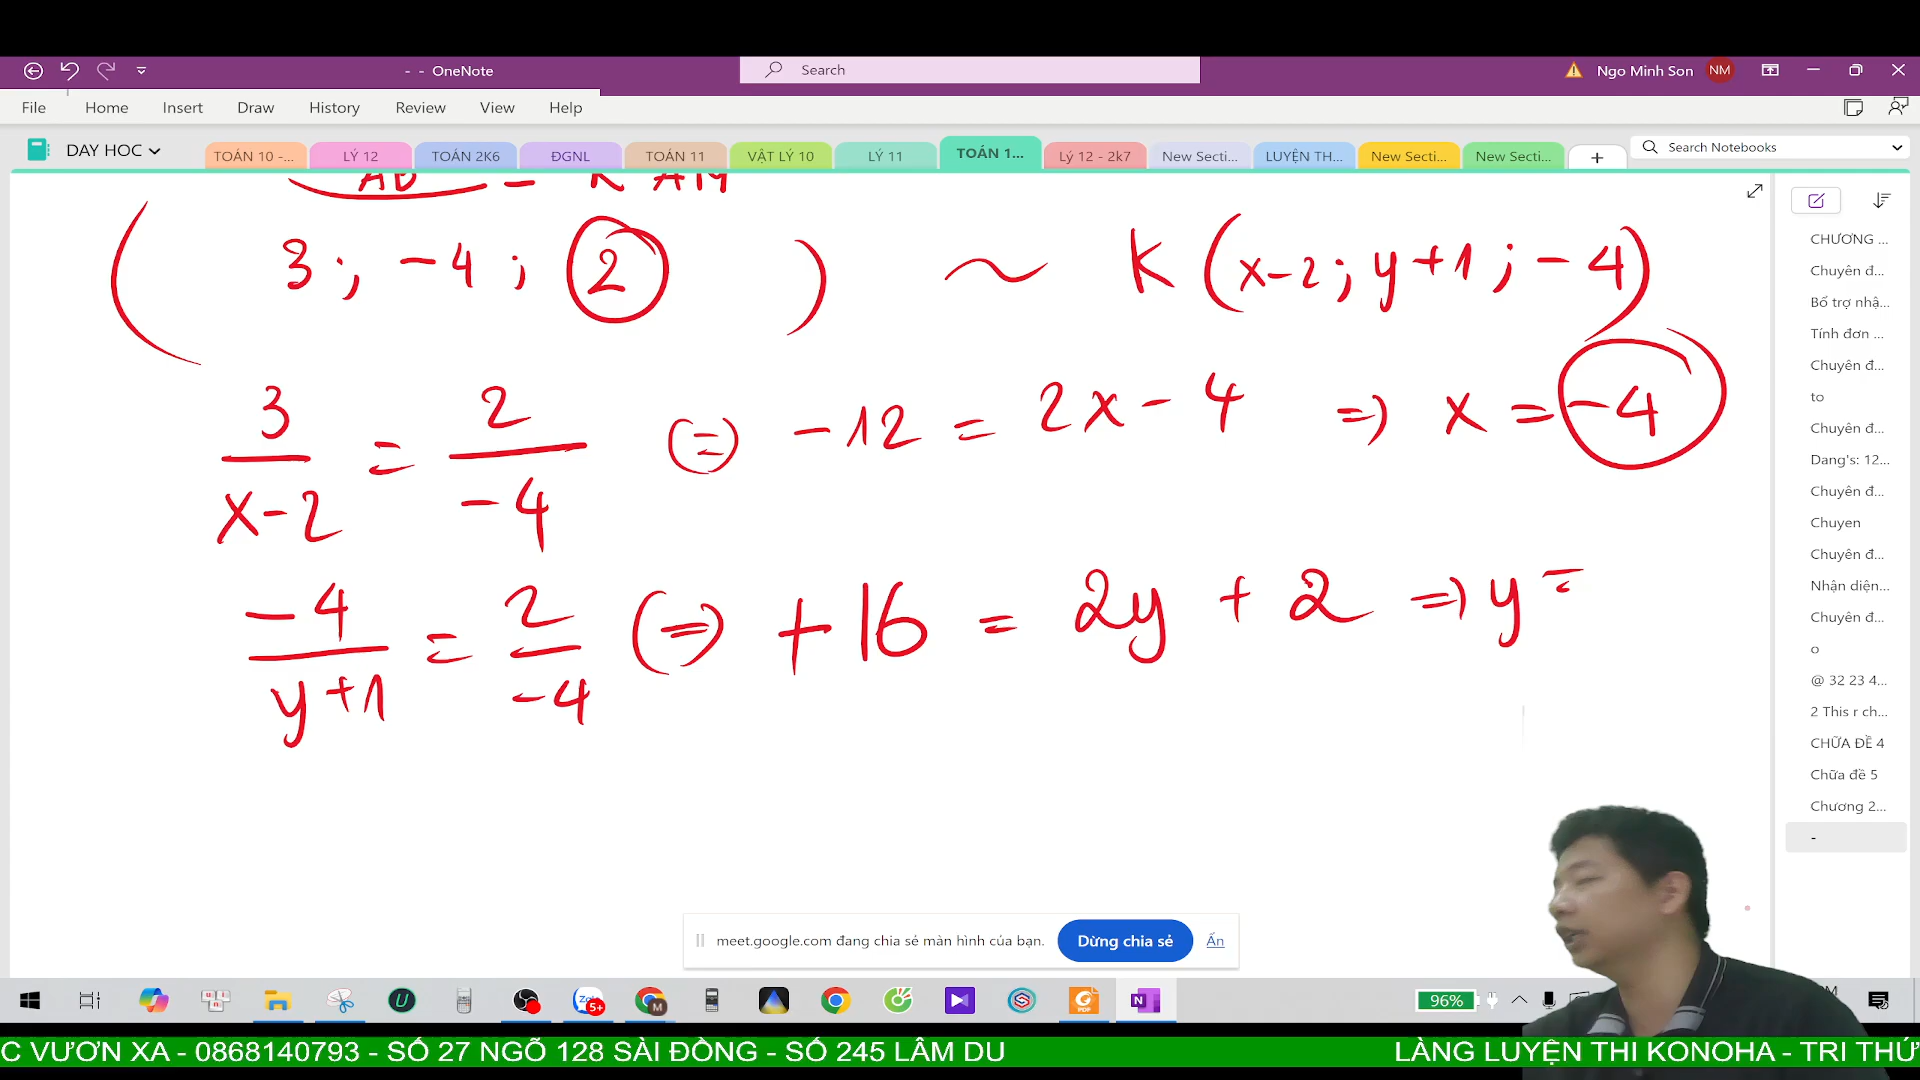 - - OneNote
Search
Ngo Minh Son NM
File Home Insert Draw History Review View Help
DAY HOC TOÁN 10 -... LÝ 12 TOÁN 2K6 ĐGNL TOÁN 11 VẬT LÝ 10 LÝ 11 TOÁN 1... Lý 12 - 2k7 New Secti... LUYỆN TH... New Secti... New Secti... + Search Notebooks
AB = K AM
( 3 ; -4 ; 2 ) ~ K (x-2 ; y+1 ; -4)
3/(x-2) = 2/-4 (=) -12 = 2x - 4 => x = -4
-4/(y+1) = 2/-4 (=>) +16 = 2y + 2 => y =
CHƯƠNG ...
Chuyên đ...
Bổ trợ nhậ...
Tính đơn ...
Chuyên đ...
to
Chuyên đ...
Dang's: 12...
Chuyên đ...
Chuyen
Chuyên đ...
Nhận diện...
Chuyên đ...
o
@ 32 23 4...
2 This r ch...
CHỮA ĐỀ 4
Chữa đề 5
Chương 2...
-
meet.google.com đang chia sẻ màn hình của bạn. Dừng chia sẻ Ẩn
96%
C VƯƠN XA - 0868140793 - SỐ 27 NGÕ 128 SÀI ĐỒNG - SỐ 245 LÂM DU LÀNG LUYỆN THI KONOHA - TRI THỨ